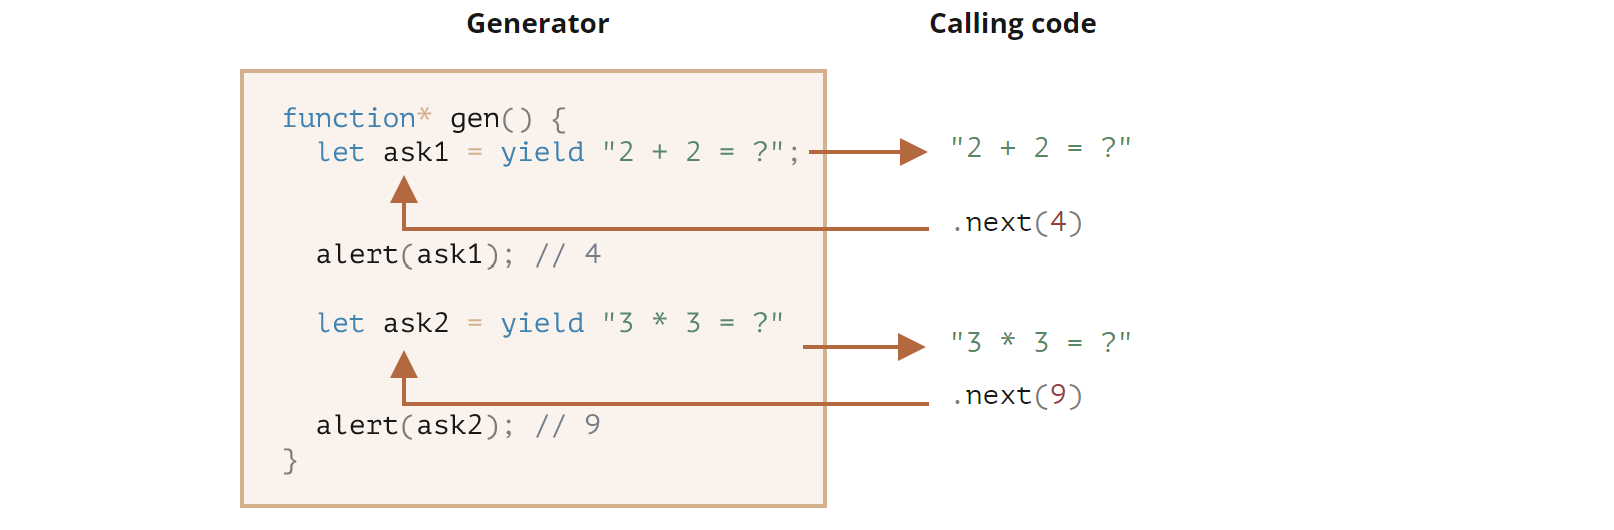 Generator
Calling code
function* gen() {
let ask1 = yield "2 + 2 = ?";
"2 + 2 = ?"
.next(4)
alert(ask1); // 4
let ask2 = yield "3 * 3 = ?"
"3 * 3 = ?"
.next(9)
alert(ask2); // 9
}